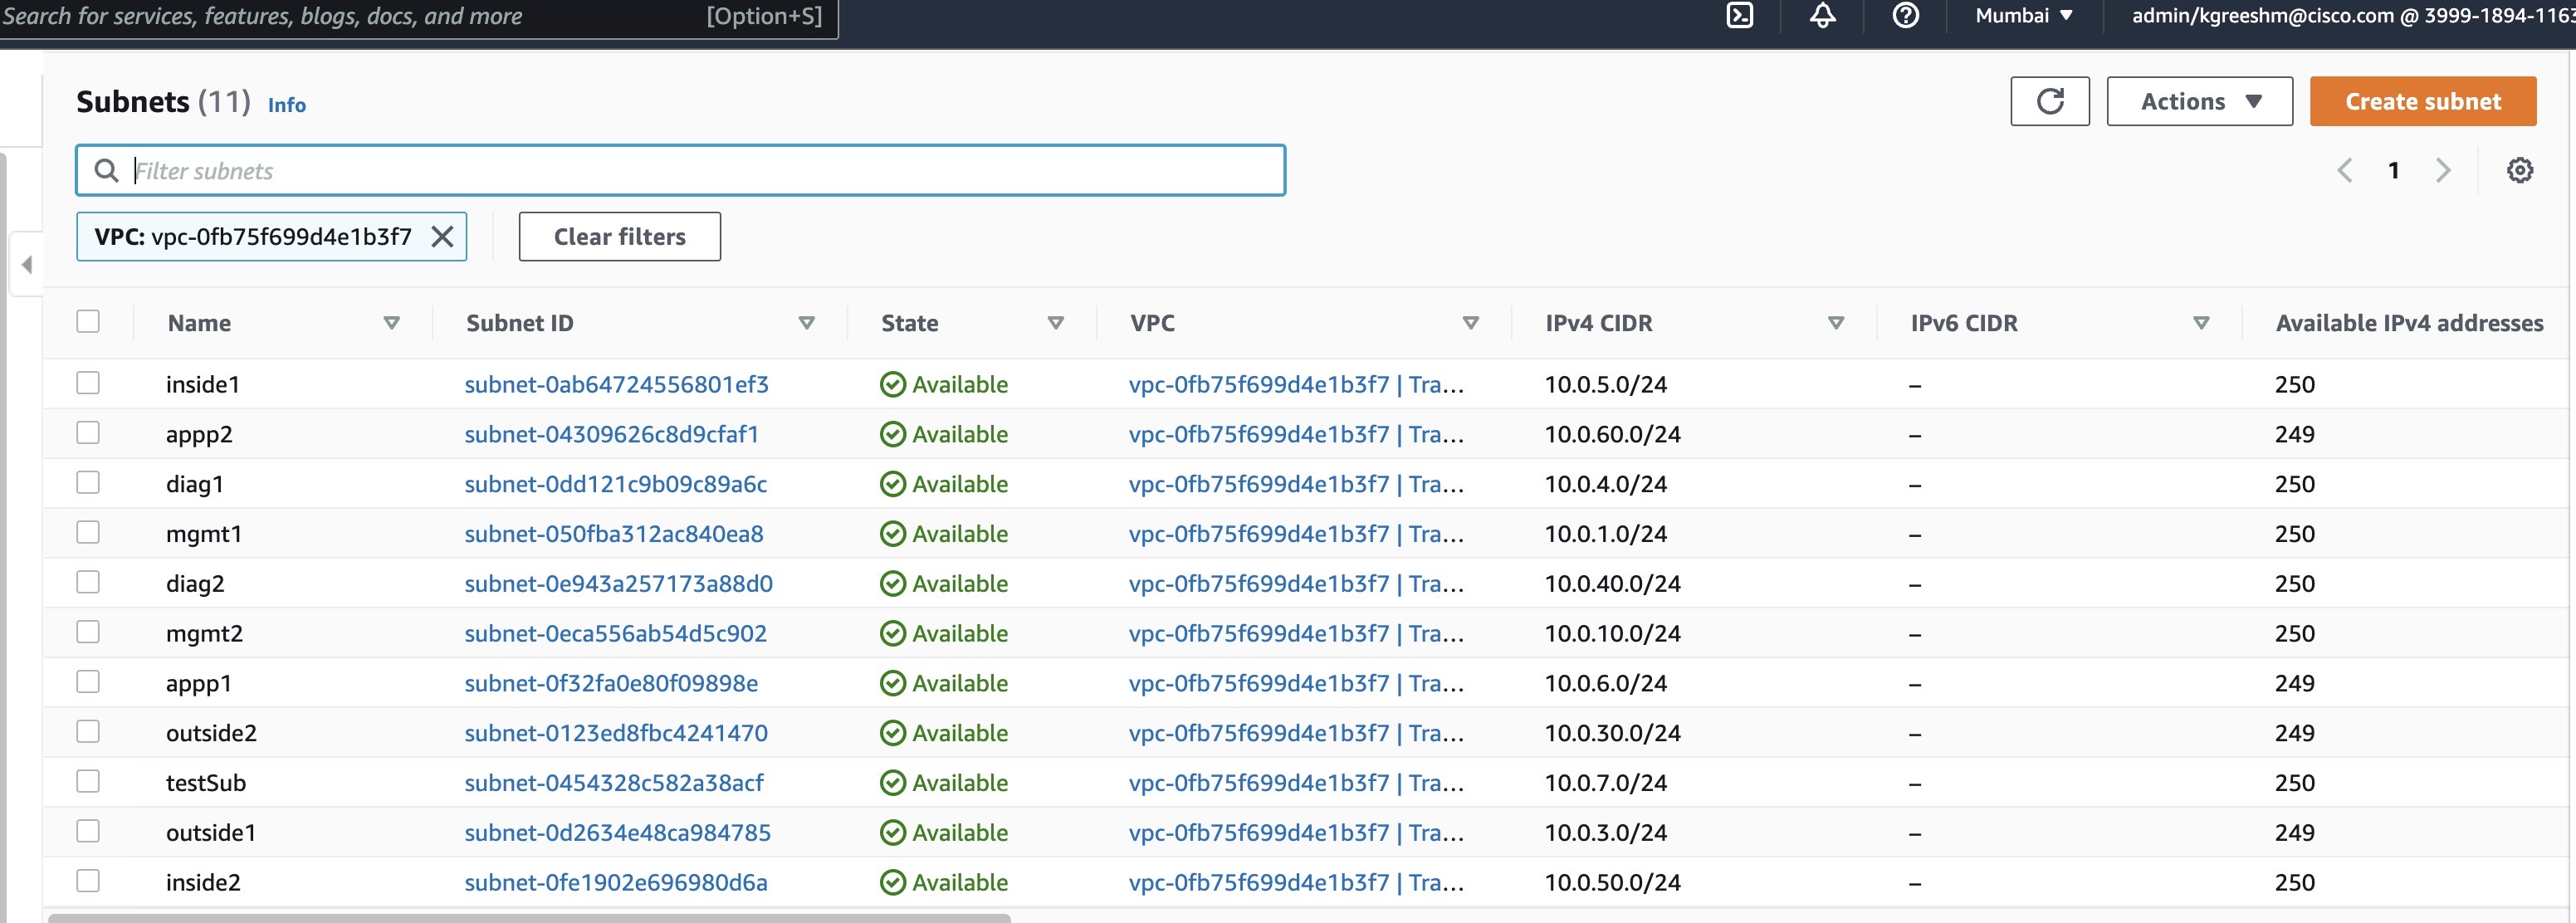 Search for services, features, blogs, docs, and more [Option+S] Mumbai ▼ admin/kgreeshm@cisco.com @ 3999-1894-1163
Subnets (11) Info Actions ▼ Create subnet
Filter subnets 1
VPC: vpc-0fb75f699d4e1b3f7 Clear filters
Name Subnet ID State VPC IPv4 CIDR IPv6 CIDR Available IPv4 addresses
inside1 subnet-0ab64724556801ef3 Available vpc-0fb75f699d4e1b3f7 | Tra... 10.0.5.0/24 – 250
appp2 subnet-04309626c8d9cfaf1 Available vpc-0fb75f699d4e1b3f7 | Tra... 10.0.60.0/24 – 249
diag1 subnet-0dd121c9b09c89a6c Available vpc-0fb75f699d4e1b3f7 | Tra... 10.0.4.0/24 – 250
mgmt1 subnet-050fba312ac840ea8 Available vpc-0fb75f699d4e1b3f7 | Tra... 10.0.1.0/24 – 250
diag2 subnet-0e943a257173a88d0 Available vpc-0fb75f699d4e1b3f7 | Tra... 10.0.40.0/24 – 250
mgmt2 subnet-0eca556ab54d5c902 Available vpc-0fb75f699d4e1b3f7 | Tra... 10.0.10.0/24 – 250
appp1 subnet-0f32fa0e80f09898e Available vpc-0fb75f699d4e1b3f7 | Tra... 10.0.6.0/24 – 249
outside2 subnet-0123ed8fbc4241470 Available vpc-0fb75f699d4e1b3f7 | Tra... 10.0.30.0/24 – 249
testSub subnet-0454328c582a38acf Available vpc-0fb75f699d4e1b3f7 | Tra... 10.0.7.0/24 – 250
outside1 subnet-0d2634e48ca984785 Available vpc-0fb75f699d4e1b3f7 | Tra... 10.0.3.0/24 – 249
inside2 subnet-0fe1902e696980d6a Available vpc-0fb75f699d4e1b3f7 | Tra... 10.0.50.0/24 – 250